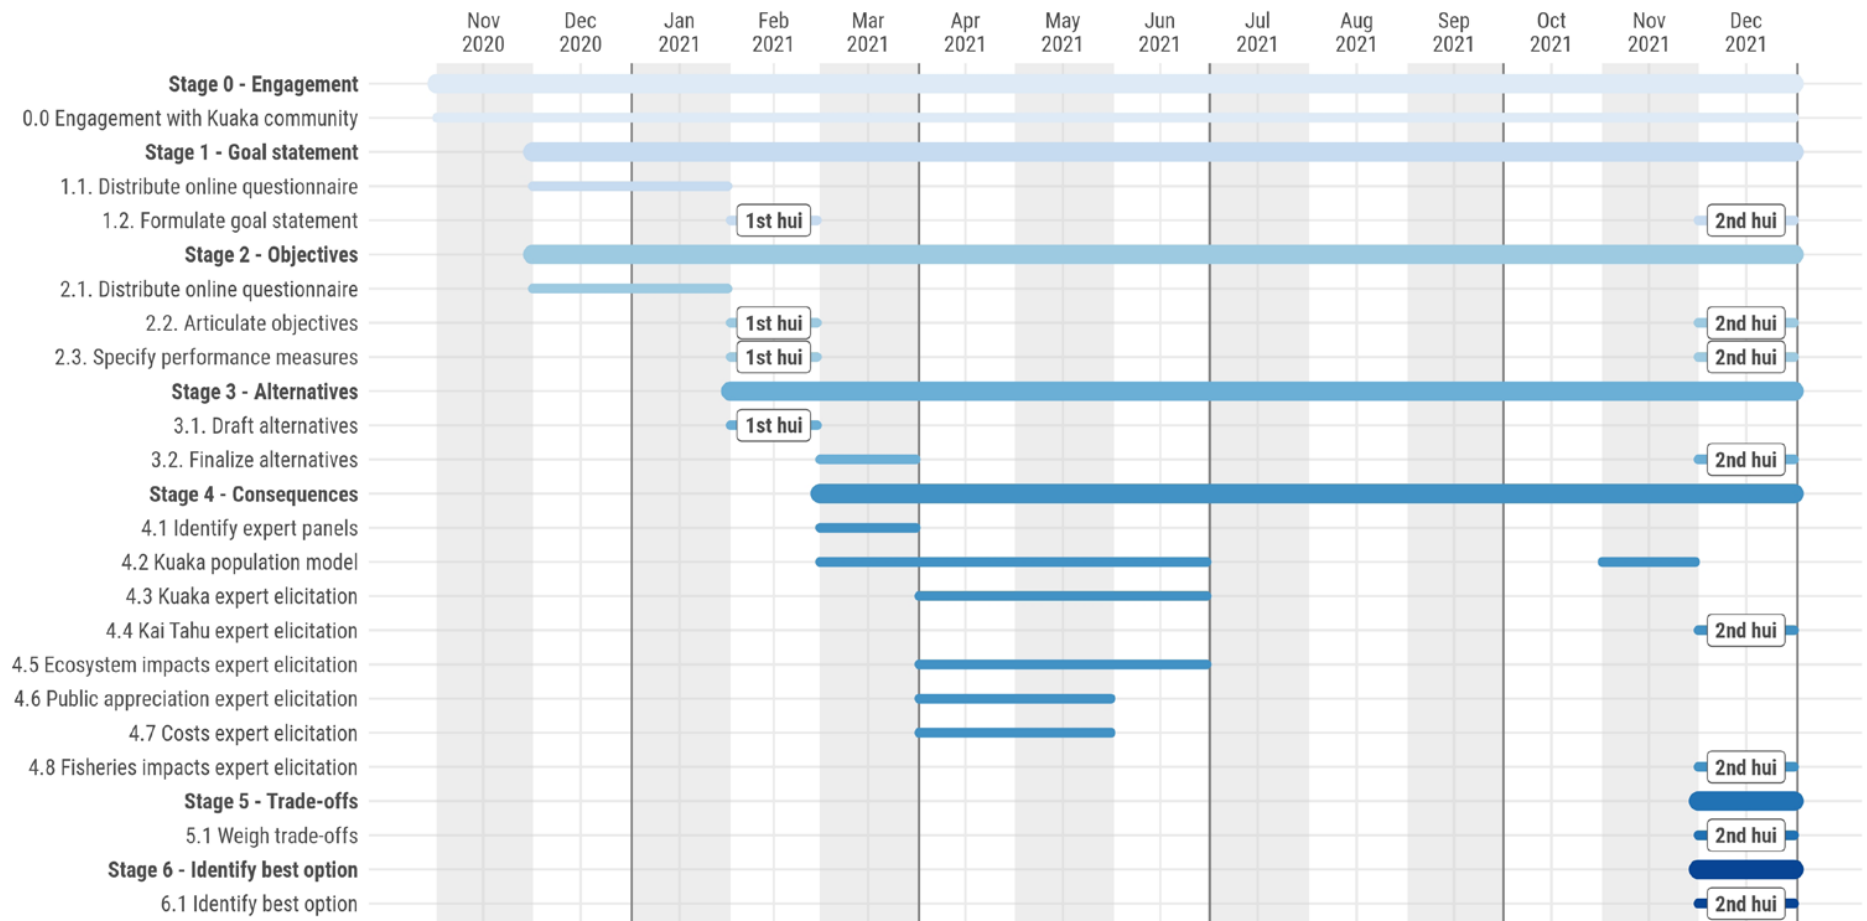 Nov Dec Jan Feb Mar Apr May Jun Jul Aug Sep Oct Nov Dec
2020 2020 2021 2021 2021 2021 2021 2021 2021 2021 2021 2021 2021 2021
Stage 0 - Engagement
0.0 Engagement with Kuaka community
Stage 1 - Goal statement
1.1. Distribute online questionnaire
1.2. Formulate goal statement 1st hui 2nd hui
Stage 2 - Objectives
2.1. Distribute online questionnaire
2.2. Articulate objectives 1st hui 2nd hui
2.3. Specify performance measures 1st hui 2nd hui
Stage 3 - Alternatives
3.1. Draft alternatives 1st hui
3.2. Finalize alternatives 2nd hui
Stage 4 - Consequences
4.1 Identify expert panels
4.2 Kuaka population model
4.3 Kuaka expert elicitation
4.4 Kai Tahu expert elicitation 2nd hui
4.5 Ecosystem impacts expert elicitation
4.6 Public appreciation expert elicitation
4.7 Costs expert elicitation
4.8 Fisheries impacts expert elicitation 2nd hui
Stage 5 - Trade-offs
5.1 Weigh trade-offs 2nd hui
Stage 6 - Identify best option
6.1 Identify best option 2nd hui